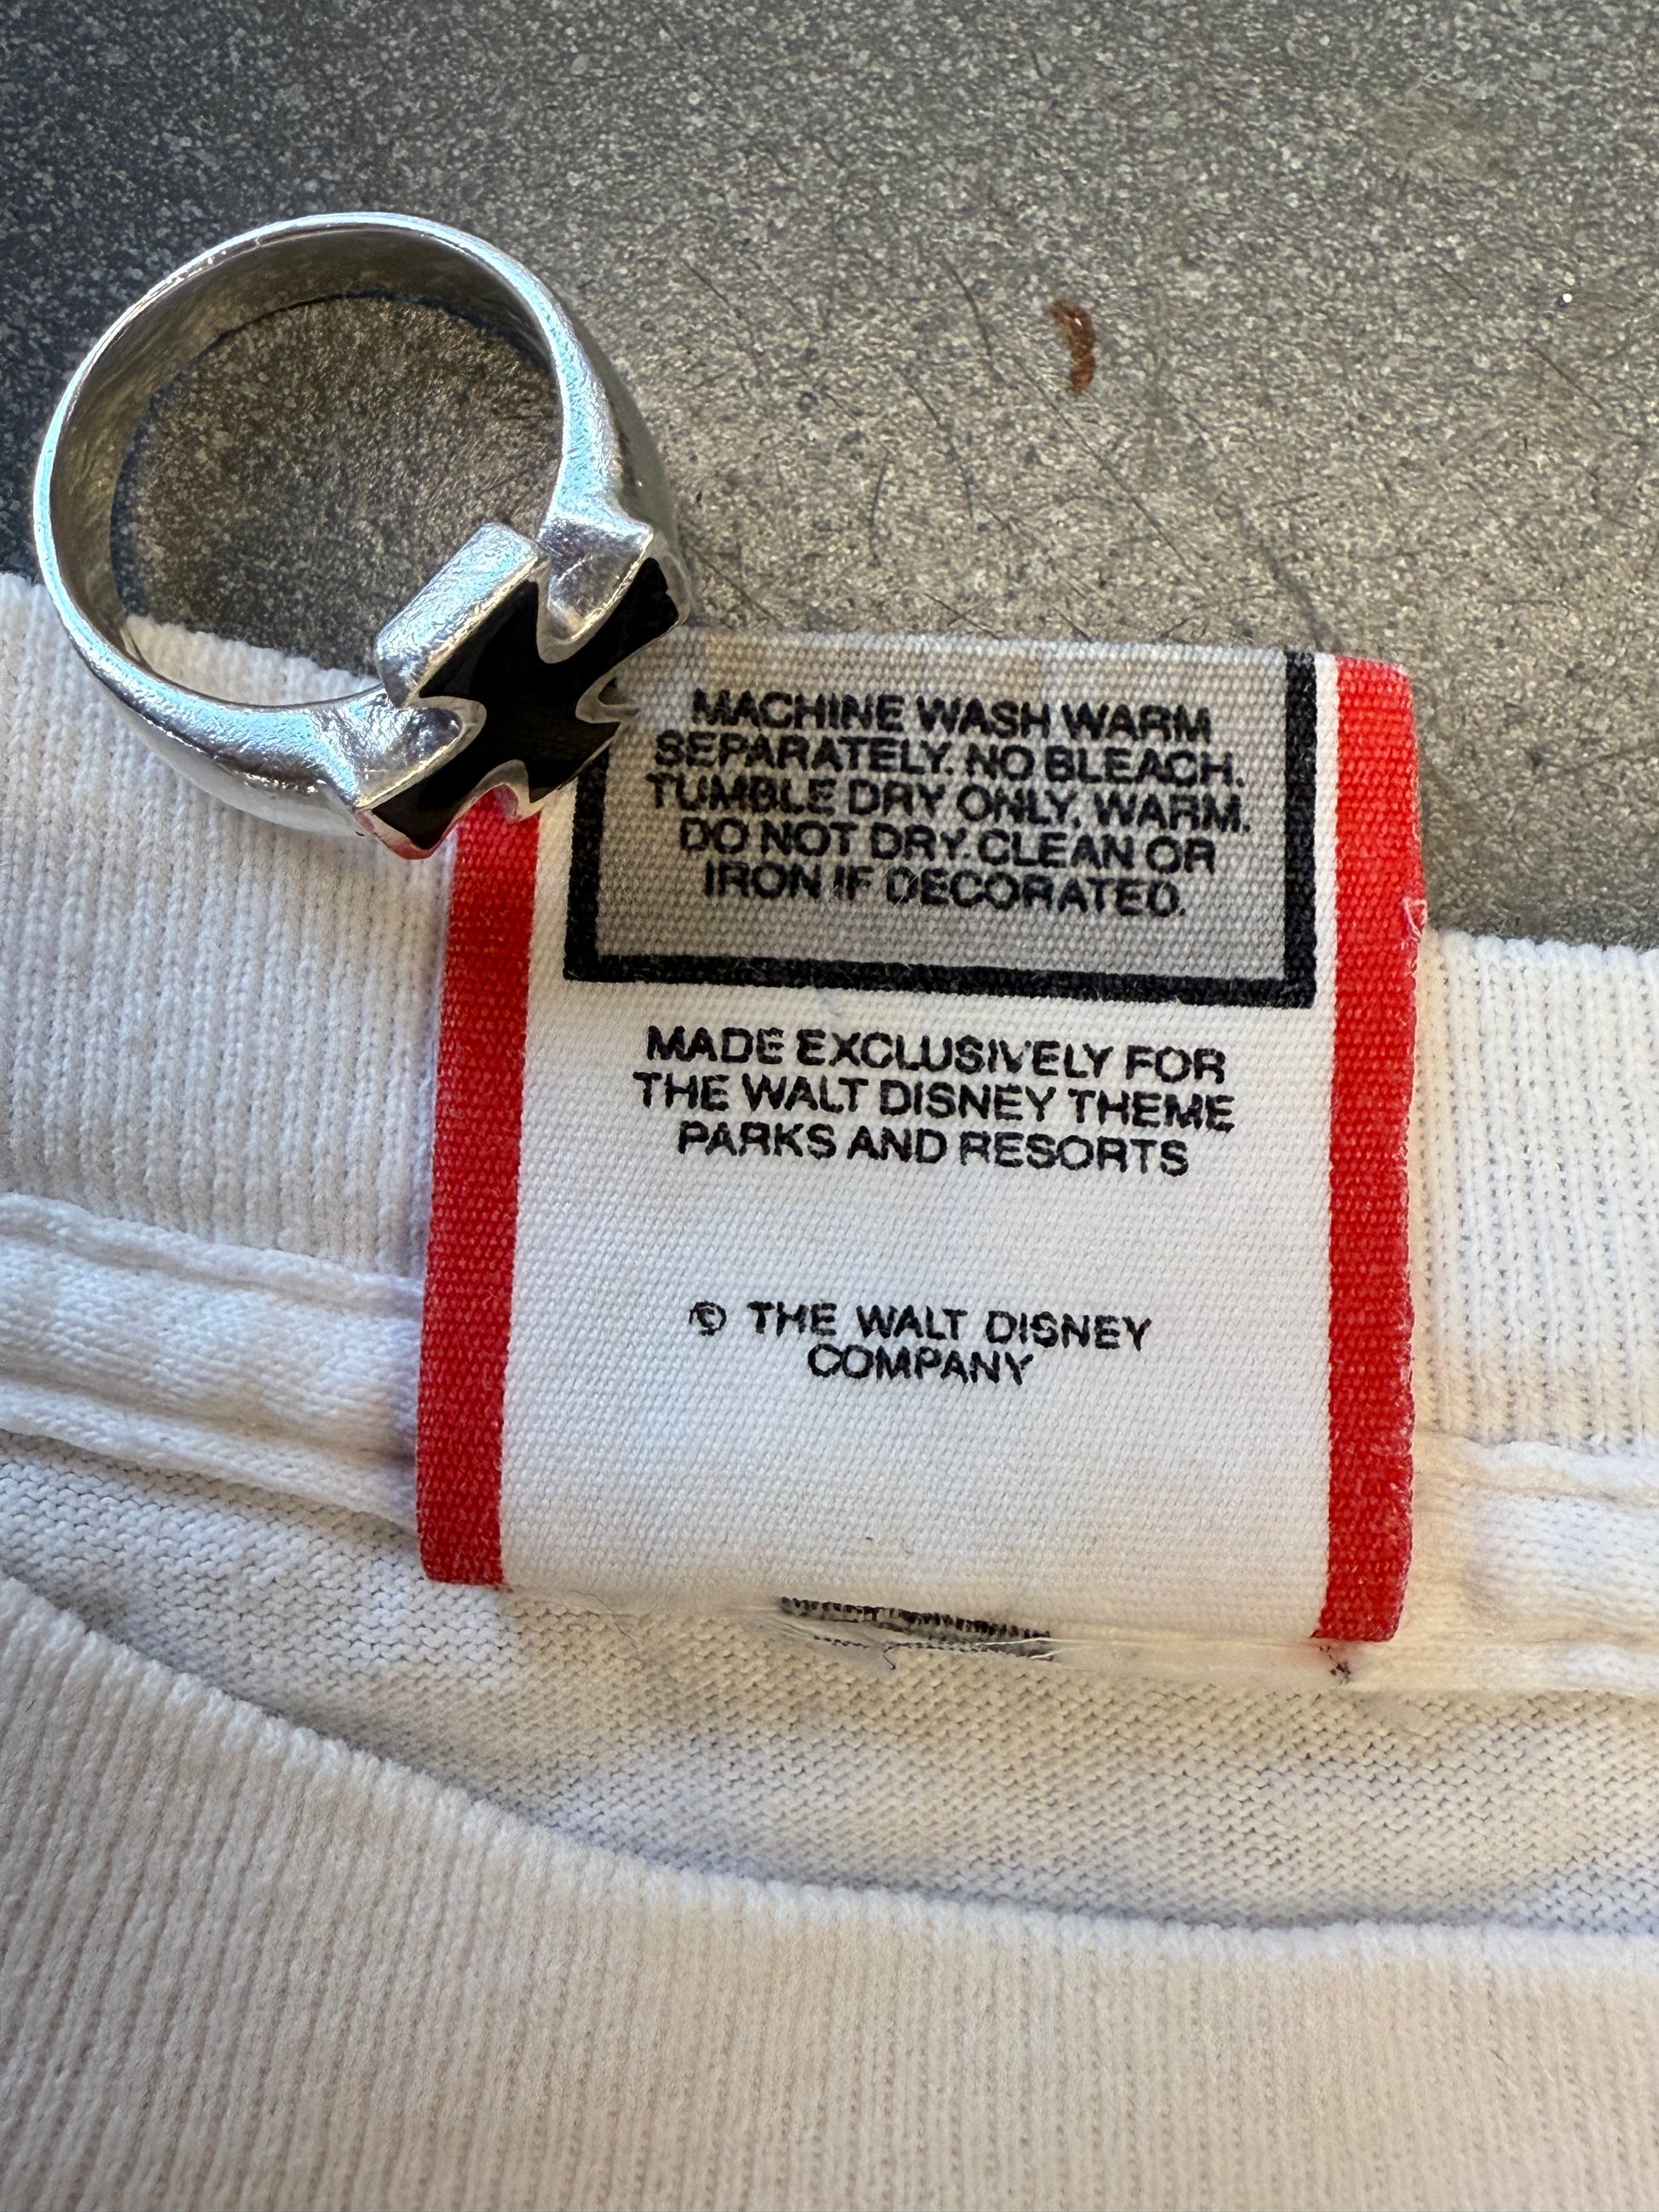 MACHINE WASH WARM
SEPARATELY. NO BLEACH.
TUMBLE DRY ONLY, WARM.
DO NOT DRY CLEAN OR
IRON IF DECORATED.
MADE EXCLUSIVELY FOR
THE WALT DISNEY THEME
PARKS AND RESORTS
© THE WALT DISNEY
COMPANY